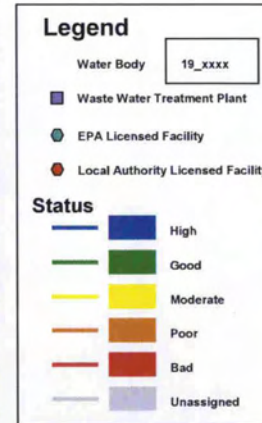 Legend
Water Body 19_xxxx
Waste Water Treatment Plant
EPA Licensed Facility
Local Authority Licensed Facility
Status
High
Good
Moderate
Poor
Bad
Unassigned